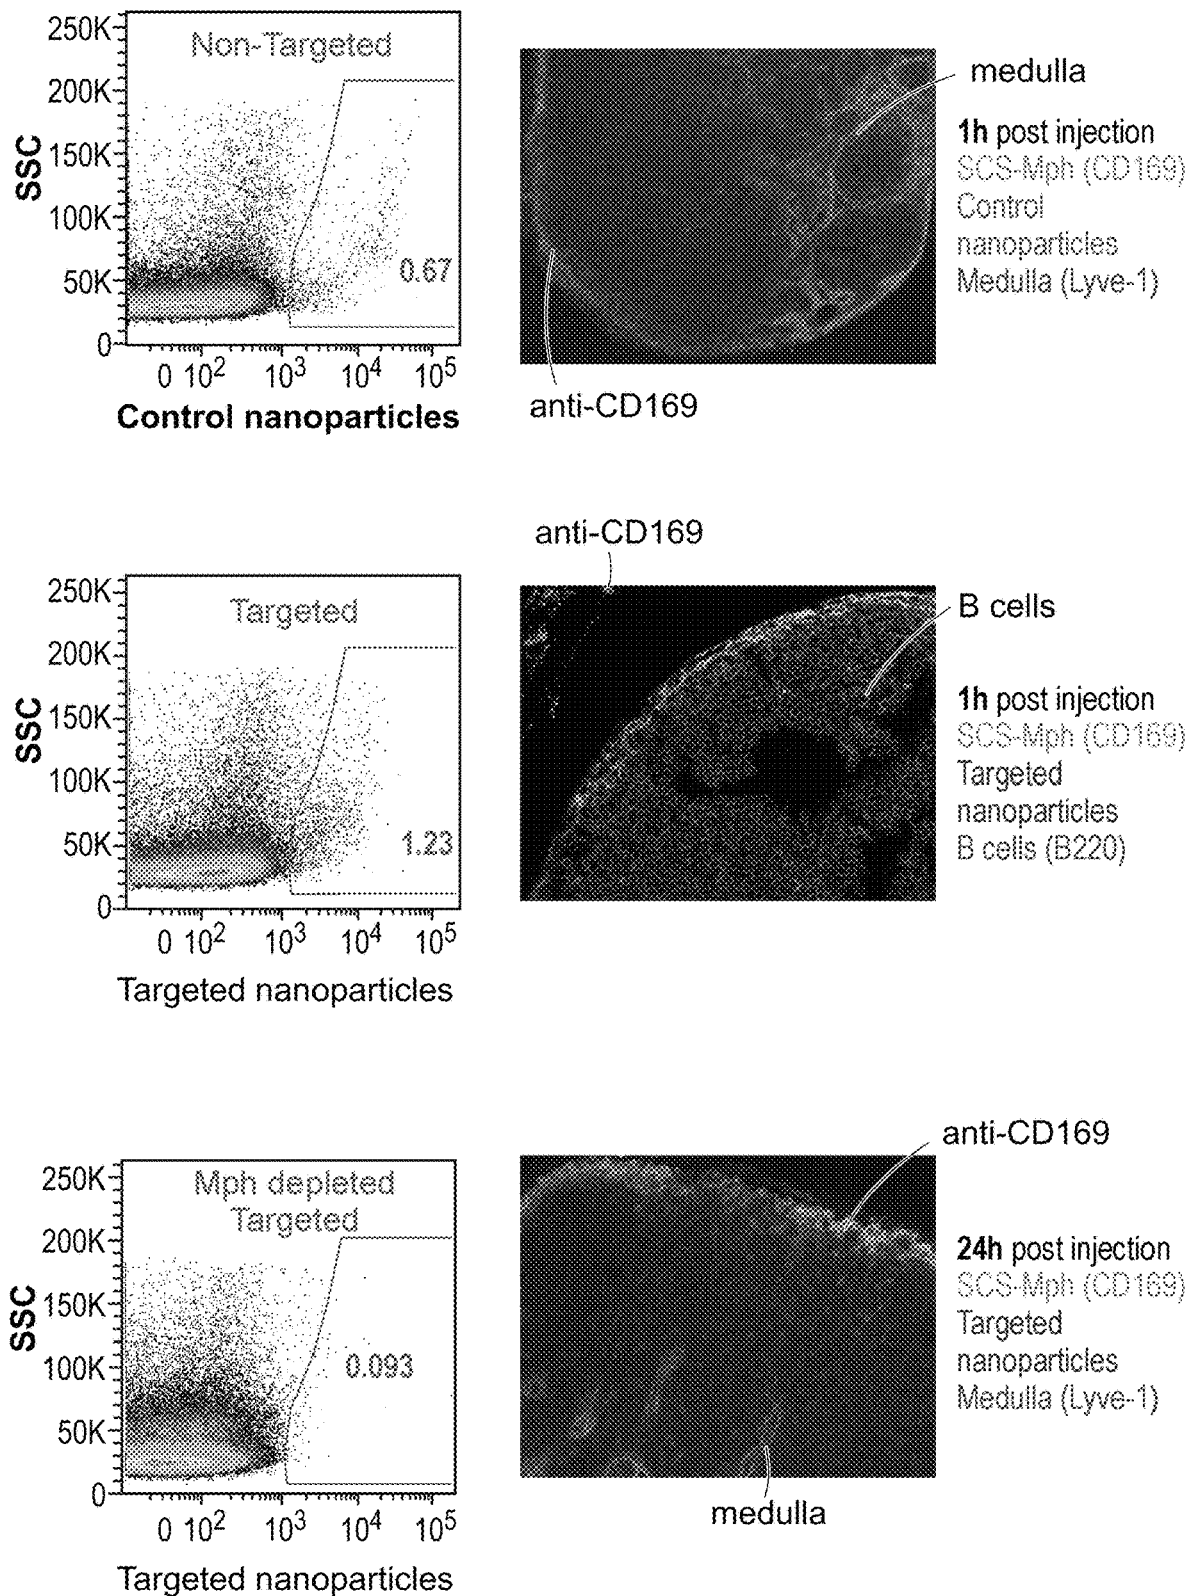 Non-Targeted
250K
200K
150K
100K
50K
0
SSC
0.67
0 10² 10³ 10⁴ 10⁵
Control nanoparticles
medulla
anti-CD169
1h post injection
SCS-Mph (CD169)
Control
nanoparticles
Medulla (Lyve-1)
Targeted
250K
200K
150K
100K
50K
0
SSC
1.23
0 10² 10³ 10⁴ 10⁵
Targeted nanoparticles
anti-CD169
B cells
1h post injection
SCS-Mph (CD169)
Targeted
nanoparticles
B cells (B220)
Mph depleted
Targeted
250K
200K
150K
100K
50K
0
SSC
0.093
0 10² 10³ 10⁴ 10⁵
Targeted nanoparticles
anti-CD169
medulla
24h post injection
SCS-Mph (CD169)
Targeted
nanoparticles
Medulla (Lyve-1)